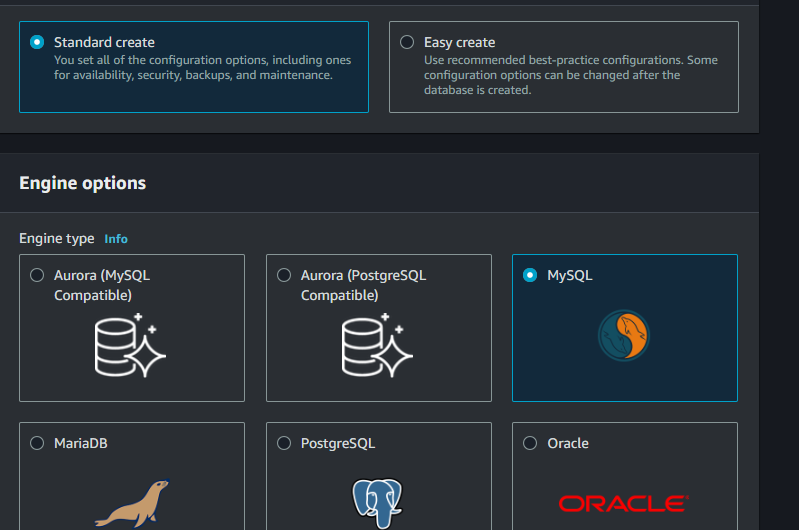 Standard create
You set all of the configuration options, including ones
for availability, security, backups, and maintenance.
Easy create
Use recommended best-practice configurations. Some
configuration options can be changed after the
database is created.
Engine options
Engine type Info
Aurora (MySQL
Compatible)
Aurora (PostgreSQL
Compatible)
MySQL
MariaDB
PostgreSQL
Oracle
ORACLE